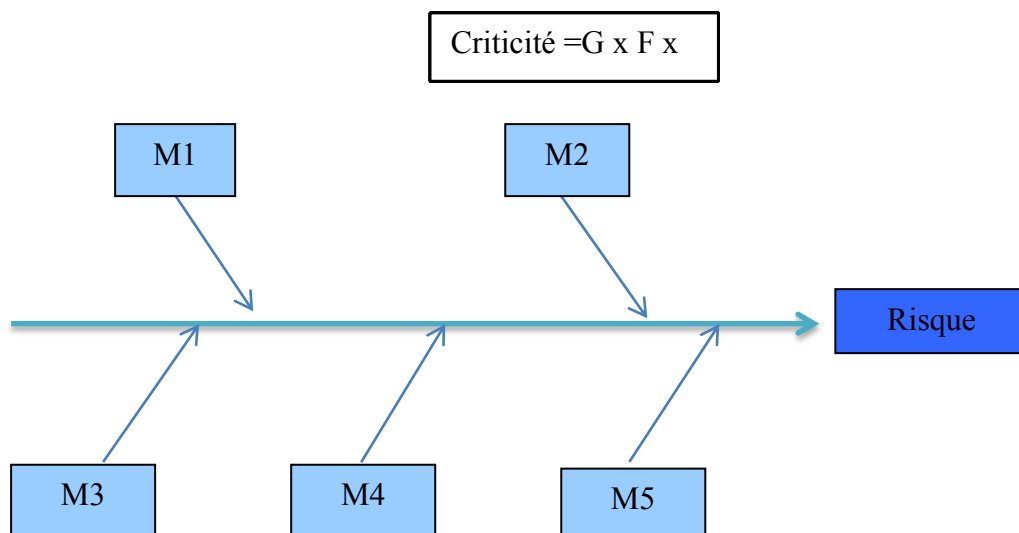 Criticité =G x F x
M1
M2
Risque
M3
M4
M5